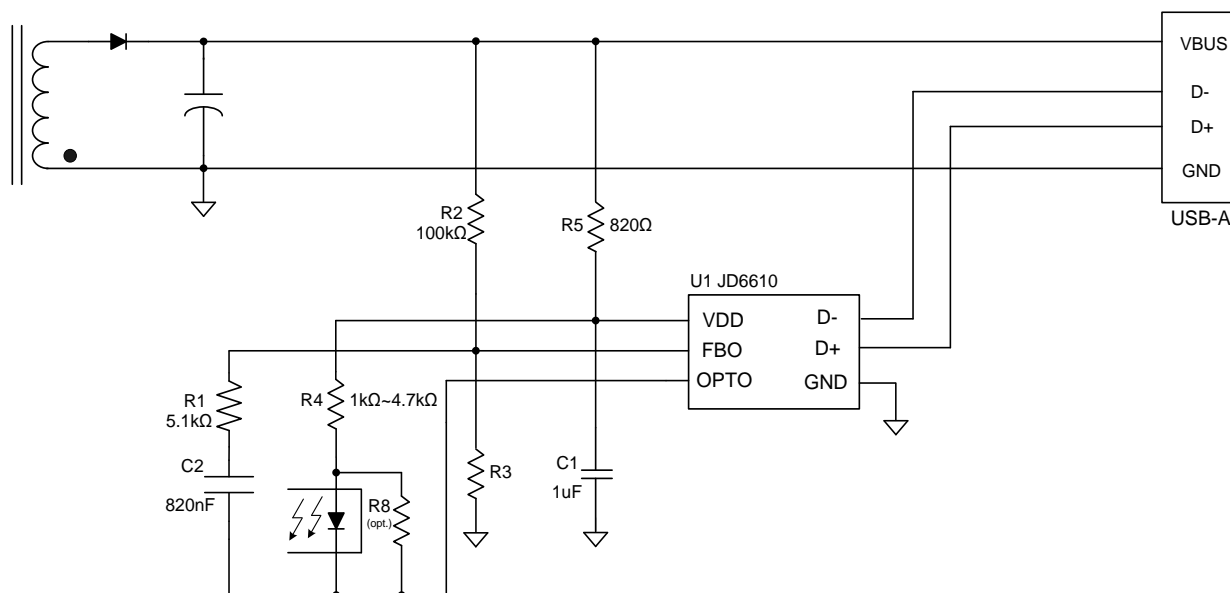 VBUS
D-
D+
GND
USB-A
R2
100kΩ
R5 820Ω
U1 JD6610
VDD D-
FBO D+
OPTO GND
R1
5.1kΩ
R4 1kΩ~4.7kΩ
C2
820nF
R8
(opt.)
R3
C1
1uF